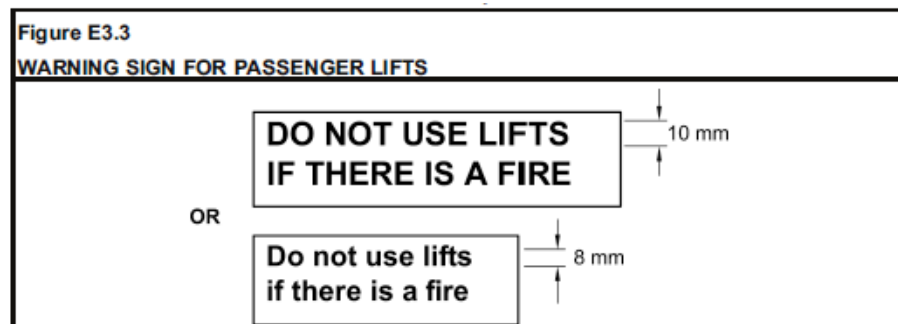 Figure E3.3
WARNING SIGN FOR PASSENGER LIFTS
DO NOT USE LIFTS
IF THERE IS A FIRE
10 mm
OR
Do not use lifts
if there is a fire
8 mm